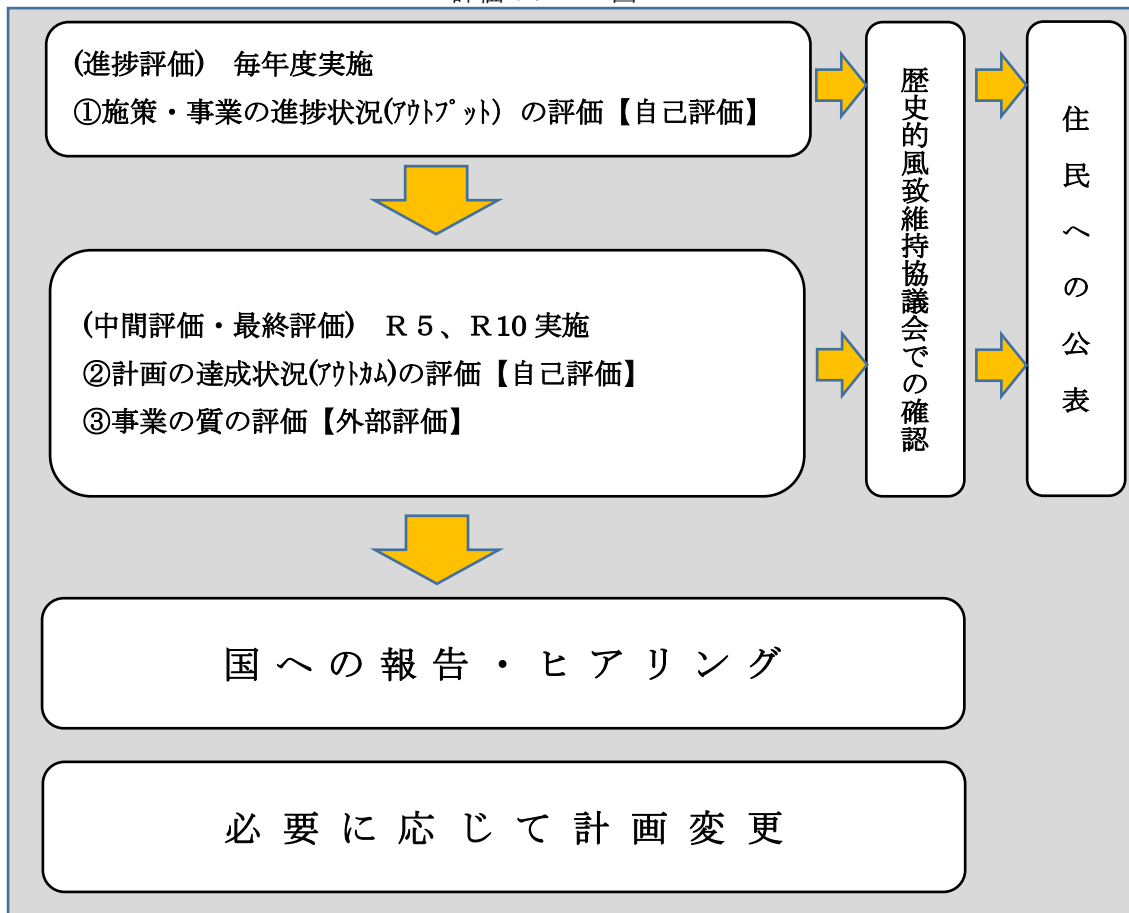 (進捗評価)　毎年度実施
①施策・事業の進捗状況(ｱｳﾄﾌﾟｯﾄ) の評価【自己評価】
(中間評価・最終評価)　Ｒ５、Ｒ10 実施
②計画の達成状況(ｱｳﾄｶﾑ)の評価【自己評価】
③事業の質の評価【外部評価】
歴史的風致維持協議会での確認
住民への公表
国への報告・ヒアリング
必要に応じて計画変更